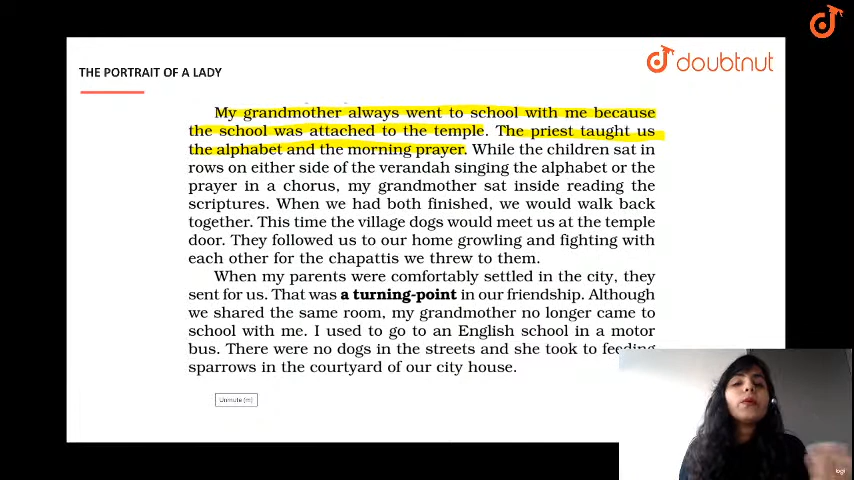 doubtnut
THE PORTRAIT OF A LADY
My grandmother always went to school with me because
the school was attached to the temple. The priest taught us
the alphabet and the morning prayer. While the children sat in
rows on either side of the verandah singing the alphabet or the
prayer in a chorus, my grandmother sat inside reading the
scriptures. When we had both finished, we would walk back
together. This time the village dogs would meet us at the temple
door. They followed us to our home growling and fighting with
each other for the chapattis we threw to them.
When my parents were comfortably settled in the city, they
sent for us. That was a turning-point in our friendship. Although
we shared the same room, my grandmother no longer came to
school with me. I used to go to an English school in a motor
bus. There were no dogs in the streets and she took to feeding
sparrows in the courtyard of our city house.
Unmute (m)
logi